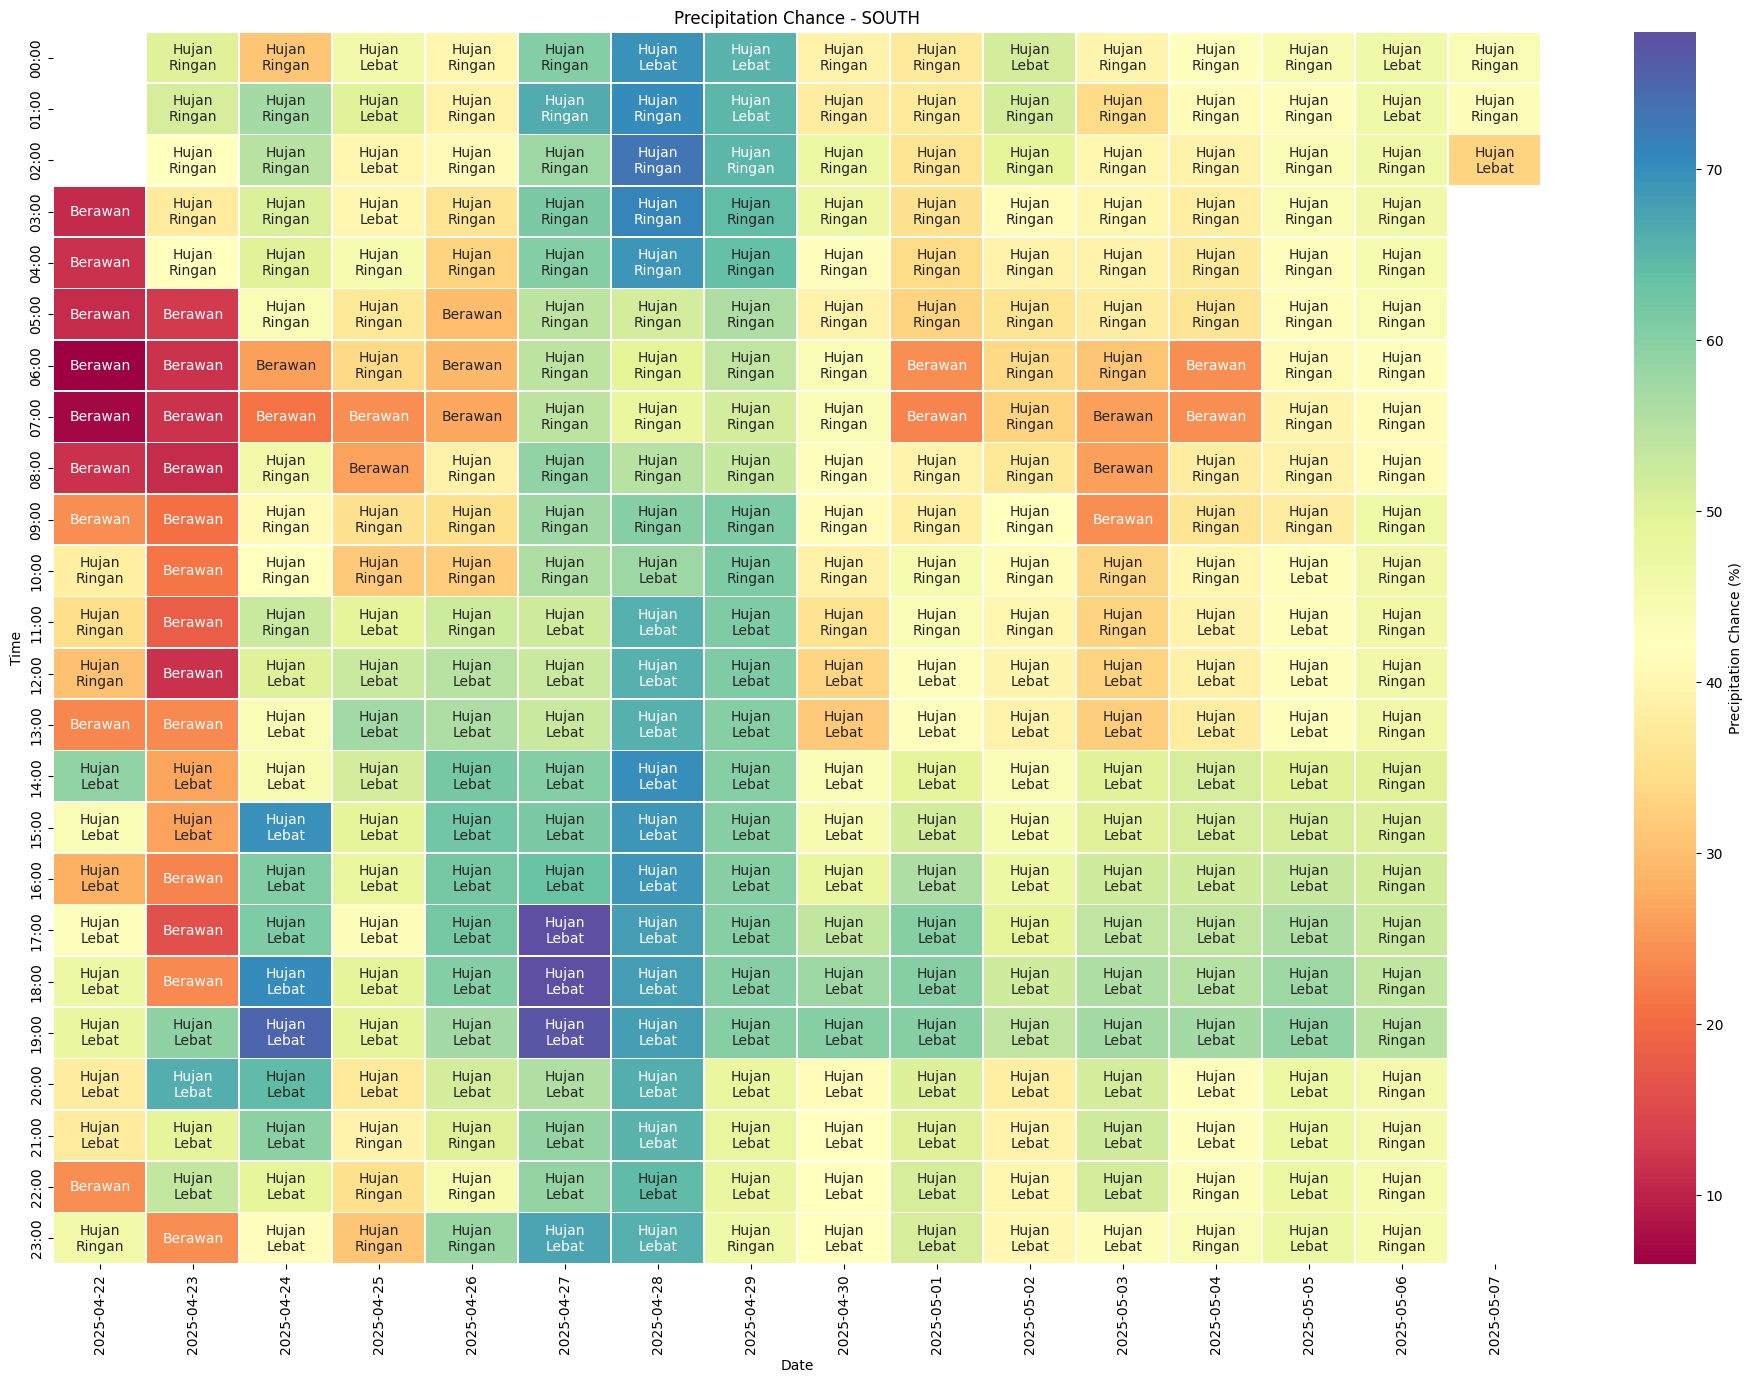 Precipitation Chance - SOUTH
00:00 Hujan Ringan Hujan Ringan Hujan Lebat Hujan Ringan Hujan Ringan Hujan Lebat Hujan Lebat Hujan Ringan Hujan Ringan Hujan Lebat Hujan Ringan Hujan Ringan Hujan Ringan Hujan Lebat Hujan Ringan
01:00 Hujan Ringan Hujan Ringan Hujan Lebat Hujan Ringan Hujan Ringan Hujan Ringan Hujan Lebat Hujan Ringan Hujan Ringan Hujan Ringan Hujan Ringan Hujan Ringan Hujan Ringan Hujan Lebat Hujan Ringan
02:00 Hujan Ringan Hujan Ringan Hujan Lebat Hujan Ringan Hujan Ringan Hujan Ringan Hujan Ringan Hujan Ringan Hujan Ringan Hujan Ringan Hujan Ringan Hujan Ringan Hujan Ringan Hujan Ringan Hujan Lebat
03:00 Berawan Hujan Ringan Hujan Ringan Hujan Lebat Hujan Ringan Hujan Ringan Hujan Ringan Hujan Ringan Hujan Ringan Hujan Ringan Hujan Ringan Hujan Ringan Hujan Ringan Hujan Ringan Hujan Ringan
04:00 Berawan Hujan Ringan Hujan Ringan Hujan Ringan Hujan Ringan Hujan Ringan Hujan Ringan Hujan Ringan Hujan Ringan Hujan Ringan Hujan Ringan Hujan Ringan Hujan Ringan Hujan Ringan Hujan Ringan
05:00 Berawan Berawan Hujan Ringan Hujan Ringan Berawan Hujan Ringan Hujan Ringan Hujan Ringan Hujan Ringan Hujan Ringan Hujan Ringan Hujan Ringan Hujan Ringan Hujan Ringan Hujan Ringan
06:00 Berawan Berawan Berawan Hujan Ringan Berawan Hujan Ringan Hujan Ringan Hujan Ringan Hujan Ringan Berawan Hujan Ringan Hujan Ringan Berawan Hujan Ringan Hujan Ringan
07:00 Berawan Berawan Berawan Berawan Berawan Hujan Ringan Hujan Ringan Hujan Ringan Hujan Ringan Berawan Hujan Ringan Berawan Berawan Hujan Ringan Hujan Ringan
08:00 Berawan Berawan Hujan Ringan Berawan Hujan Ringan Hujan Ringan Hujan Ringan Hujan Ringan Hujan Ringan Hujan Ringan Hujan Ringan Berawan Hujan Ringan Hujan Ringan Hujan Ringan
09:00 Berawan Berawan Hujan Ringan Hujan Ringan Hujan Ringan Hujan Ringan Hujan Ringan Hujan Ringan Hujan Ringan Hujan Ringan Hujan Ringan Berawan Hujan Ringan Hujan Ringan Hujan Ringan
10:00 Hujan Ringan Berawan Hujan Ringan Hujan Ringan Hujan Ringan Hujan Ringan Hujan Lebat Hujan Ringan Hujan Ringan Hujan Ringan Hujan Ringan Hujan Ringan Hujan Ringan Hujan Lebat Hujan Ringan
11:00 Hujan Ringan Berawan Hujan Ringan Hujan Lebat Hujan Ringan Hujan Lebat Hujan Lebat Hujan Lebat Hujan Ringan Hujan Ringan Hujan Ringan Hujan Ringan Hujan Lebat Hujan Lebat Hujan Ringan
12:00 Hujan Ringan Berawan Hujan Lebat Hujan Lebat Hujan Lebat Hujan Lebat Hujan Lebat Hujan Lebat Hujan Lebat Hujan Lebat Hujan Lebat Hujan Lebat Hujan Lebat Hujan Lebat Hujan Ringan
13:00 Berawan Berawan Hujan Lebat Hujan Lebat Hujan Lebat Hujan Lebat Hujan Lebat Hujan Lebat Hujan Lebat Hujan Lebat Hujan Lebat Hujan Lebat Hujan Lebat Hujan Lebat Hujan Ringan
14:00 Hujan Lebat Hujan Lebat Hujan Lebat Hujan Lebat Hujan Lebat Hujan Lebat Hujan Lebat Hujan Lebat Hujan Lebat Hujan Lebat Hujan Lebat Hujan Lebat Hujan Lebat Hujan Lebat Hujan Ringan
15:00 Hujan Lebat Hujan Lebat Hujan Lebat Hujan Lebat Hujan Lebat Hujan Lebat Hujan Lebat Hujan Lebat Hujan Lebat Hujan Lebat Hujan Lebat Hujan Lebat Hujan Lebat Hujan Lebat Hujan Ringan
16:00 Hujan Lebat Berawan Hujan Lebat Hujan Lebat Hujan Lebat Hujan Lebat Hujan Lebat Hujan Lebat Hujan Lebat Hujan Lebat Hujan Lebat Hujan Lebat Hujan Lebat Hujan Lebat Hujan Ringan
17:00 Hujan Lebat Berawan Hujan Lebat Hujan Lebat Hujan Lebat Hujan Lebat Hujan Lebat Hujan Lebat Hujan Lebat Hujan Lebat Hujan Lebat Hujan Lebat Hujan Lebat Hujan Lebat Hujan Ringan
18:00 Hujan Lebat Berawan Hujan Lebat Hujan Lebat Hujan Lebat Hujan Lebat Hujan Lebat Hujan Lebat Hujan Lebat Hujan Lebat Hujan Lebat Hujan Lebat Hujan Lebat Hujan Lebat Hujan Ringan
19:00 Hujan Lebat Hujan Lebat Hujan Lebat Hujan Lebat Hujan Lebat Hujan Lebat Hujan Lebat Hujan Lebat Hujan Lebat Hujan Lebat Hujan Lebat Hujan Lebat Hujan Lebat Hujan Lebat Hujan Ringan
20:00 Hujan Lebat Hujan Lebat Hujan Lebat Hujan Lebat Hujan Lebat Hujan Lebat Hujan Lebat Hujan Lebat Hujan Lebat Hujan Lebat Hujan Lebat Hujan Lebat Hujan Lebat Hujan Lebat Hujan Ringan
21:00 Hujan Lebat Hujan Lebat Hujan Lebat Hujan Ringan Hujan Ringan Hujan Lebat Hujan Lebat Hujan Lebat Hujan Lebat Hujan Lebat Hujan Lebat Hujan Lebat Hujan Lebat Hujan Lebat Hujan Ringan
22:00 Berawan Hujan Lebat Hujan Lebat Hujan Ringan Hujan Ringan Hujan Lebat Hujan Lebat Hujan Lebat Hujan Lebat Hujan Lebat Hujan Lebat Hujan Lebat Hujan Ringan Hujan Lebat Hujan Ringan
23:00 Hujan Ringan Berawan Hujan Lebat Hujan Ringan Hujan Ringan Hujan Lebat Hujan Lebat Hujan Ringan Hujan Lebat Hujan Lebat Hujan Lebat Hujan Lebat Hujan Ringan Hujan Lebat Hujan Ringan
Time
2025-04-22 2025-04-23 2025-04-24 2025-04-25 2025-04-26 2025-04-27 2025-04-28 2025-04-29 2025-04-30 2025-05-01 2025-05-02 2025-05-03 2025-05-04 2025-05-05 2025-05-06 2025-05-07
Date
70
60
50
40
30
20
10
Precipitation Chance (%)